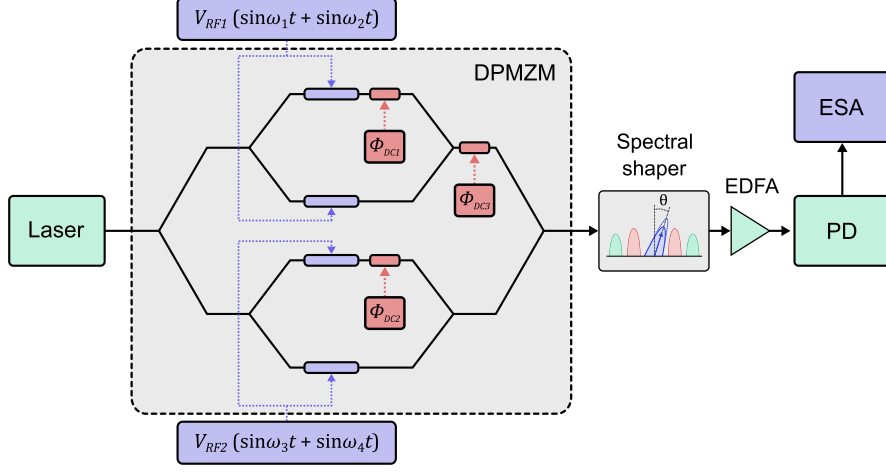 V_RF1 (sinω₁t + sinω₂t)
DPMZM
Φ_DC1
Spectral
shaper
ESA
Φ_DC3
θ
EDFA
Laser
PD
Φ_DC2
V_RF2 (sinω₃t + sinω₄t)